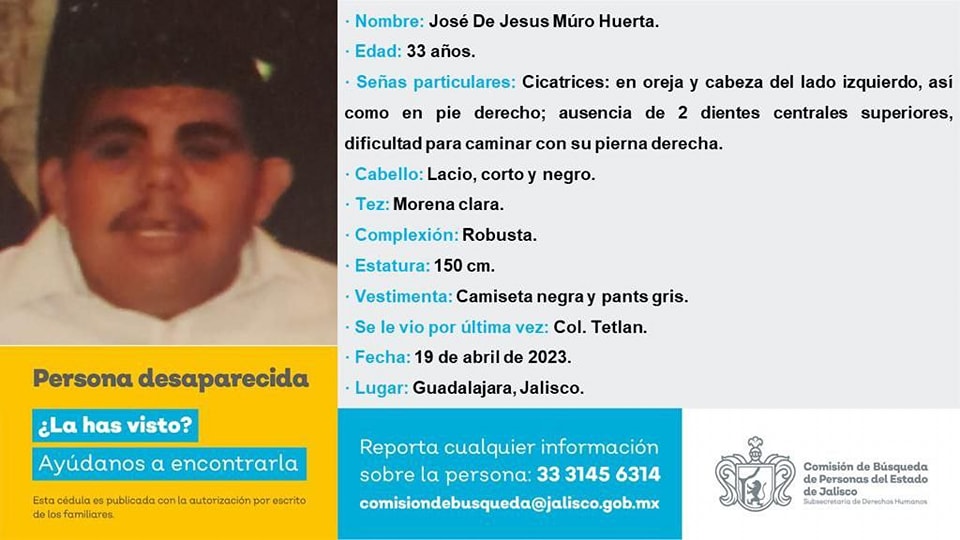 · Nombre: José De Jesus Múro Huerta.
· Edad: 33 años.
· Señas particulares: Cicatrices: en oreja y cabeza del lado izquierdo, así
como en pie derecho; ausencia de 2 dientes centrales superiores,
dificultad para caminar con su pierna derecha.
· Cabello: Lacio, corto y negro.
· Tez: Morena clara.
· Complexión: Robusta.
· Estatura: 150 cm.
· Vestimenta: Camiseta negra y pants gris.
· Se le vio por última vez: Col. Tetlan.
· Fecha: 19 de abril de 2023.
· Lugar: Guadalajara, Jalisco.
Persona desaparecida
¿La has visto?
Ayúdanos a encontrarla
Esta cédula es publicada con la autorización por escrito
de los familiares.
Reporta cualquier información
sobre la persona: 33 3145 6314
comisiondebusqueda@jalisco.gob.mx
Comisión de Búsqueda
de Personas del Estado
de Jalisco
Subsecretaría de Derechos Humanos